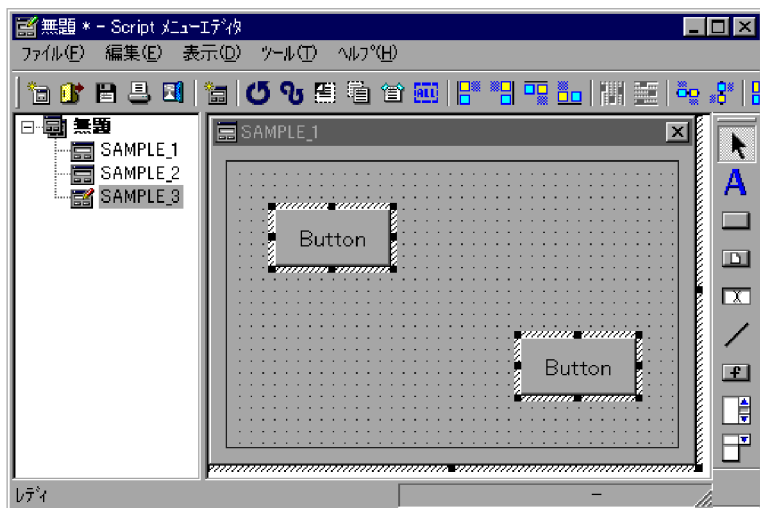 無題 * - Script ﾒﾆｭｰｴﾃﾞｨﾀ
ﾌｧｲﾙ(F) 編集(E) 表示(D) ﾂｰﾙ(T) ﾍﾙﾌﾟ(H)
ALL
無題
SAMPLE_1
SAMPLE_2
SAMPLE_3
SAMPLE_1
Button
Button
A
ﾚﾃﾞｨ